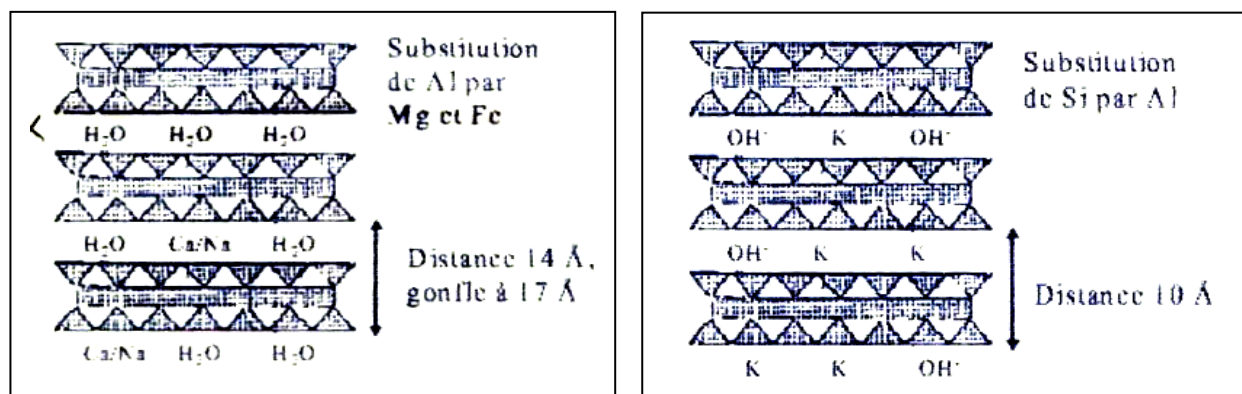 Substitution
de Al par
Mg et Fe
H₂O H₂O H₂O
H₂O Ca/Na H₂O
Distance 14 Å,
gonfle à 17 Å
Ca/Na H₂O H₂O
Substitution
de Si par Al
OH⁻ K OH⁻
OH⁻ K K
Distance 10 Å
K K OH⁻